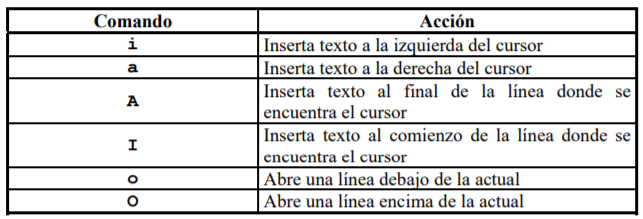 Comando Acción
i Inserta texto a la izquierda del cursor
a Inserta texto a la derecha del cursor
A Inserta texto al final de la línea donde se
encuentra el cursor
I Inserta texto al comienzo de la línea donde se
encuentra el cursor
o Abre una línea debajo de la actual
O Abre una línea encima de la actual